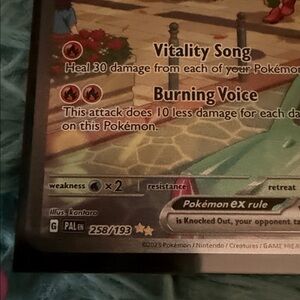 Vitality Song
Heal 30 damage from each of your Pokémon
Burning Voice
This attack does 10 less damage for each da
on this Pokémon.
weakness ×2 resistance retreat
Pokémon ex rule
is Knocked Out, your opponent ta
Illus. kantaro
G PAL EN 258/193
©2023 Pokémon / Nintendo / Creatures / GAME FREAK